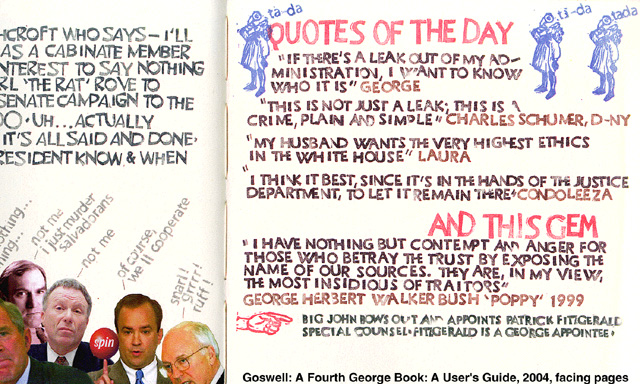 HCROFT WHO SAYS - I'LL
AS A CABINATE MEMBER
NTEREST TO SAY NOTHING
RL 'THE RAT' ROVE TO
SENATE CAMPAIGN TO THE
OO · UH... ACTUALLY
IT'S ALL SAID AND DONE·
RESIDENT KNOW & WHEN
othing...
hing...
not me
I just murder
salvadorans
not me
of course
we'll cooperate
snarl!
grrr!
ruff!
spin
ta-da
ti-da
tada
QUOTES OF THE DAY
"IF THERE'S A LEAK OUT OF MY AD-
MINISTRATION, I WANT TO KNOW
WHO IT IS" GEORGE
"THIS IS NOT JUST A LEAK; THIS IS A
CRIME, PLAIN AND SIMPLE" CHARLES SCHUMER, D-NY
"MY HUSBAND WANTS THE VERY HIGHEST ETHICS
IN THE WHITE HOUSE" LAURA
"I THINK IT BEST, SINCE IT'S IN THE HANDS OF THE JUSTICE
DEPARTMENT, TO LET IT REMAIN THERE" CONDOLEEZA
AND THIS GEM
"I HAVE NOTHING BUT CONTEMPT AND ANGER FOR
THOSE WHO BETRAY THE TRUST BY EXPOSING THE
NAME OF OUR SOURCES. THEY ARE, IN MY VIEW,
THE MOST INSIDIOUS OF TRAITORS"
GEORGE HERBERT WALKER BUSH 'POPPY' 1999
BIG JOHN BOWS OUT AND APPOINTS PATRICK FITZGERALD
SPECIAL COUNSEL· FITZGERALD IS A GEORGE APPOINTEE·
Goswell: A Fourth George Book: A User's Guide, 2004, facing pages